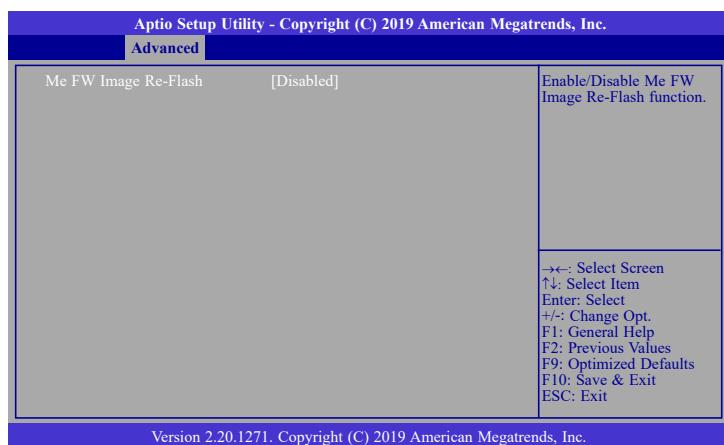 Aptio Setup Utility - Copyright (C) 2019 American Megatrends, Inc.
Advanced
Me FW Image Re-Flash [Disabled]
Enable/Disable Me FW
Image Re-Flash function.
→←: Select Screen
↑↓: Select Item
Enter: Select
+/-: Change Opt.
F1: General Help
F2: Previous Values
F9: Optimized Defaults
F10: Save & Exit
ESC: Exit
Version 2.20.1271. Copyright (C) 2019 American Megatrends, Inc.